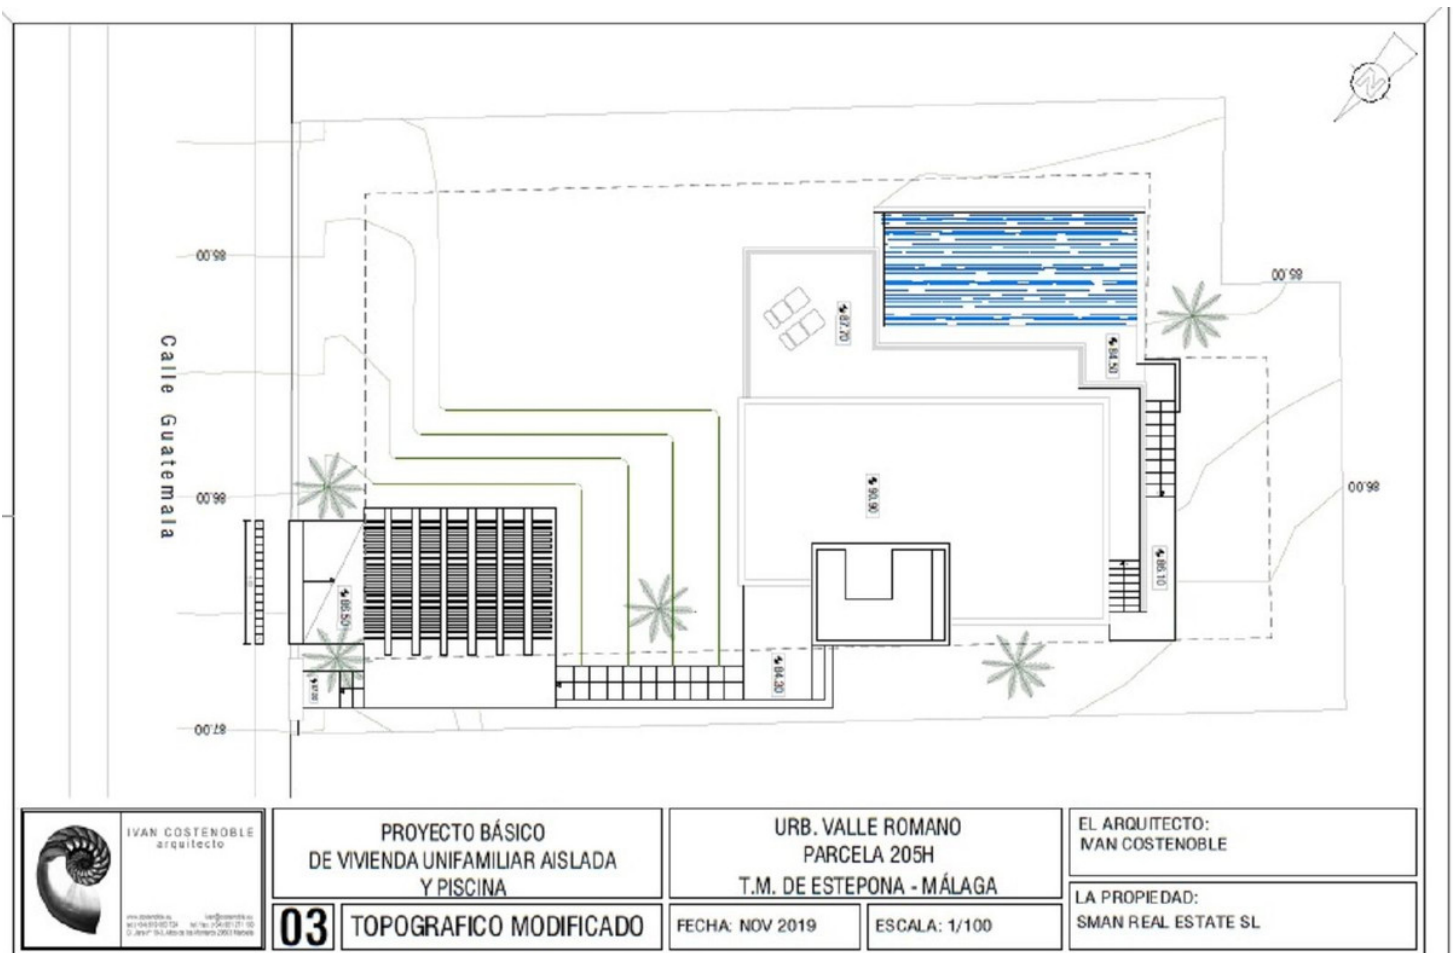 N
85.00
Calle Guatemala
86.00
87.00
87.70
84.50
85.00
90.90
86.00
86.10
86.50
84.30
IVAN COSTENOBLE
arquitecto
PROYECTO BÁSICO
DE VIVIENDA UNIFAMILIAR AISLADA
Y PISCINA
03
TOPOGRAFICO MODIFICADO
URB. VALLE ROMANO
PARCELA 205H
T.M. DE ESTEPONA - MÁLAGA
FECHA: NOV 2019
ESCALA: 1/100
EL ARQUITECTO:
IVAN COSTENOBLE
LA PROPIEDAD:
SMAN REAL ESTATE SL